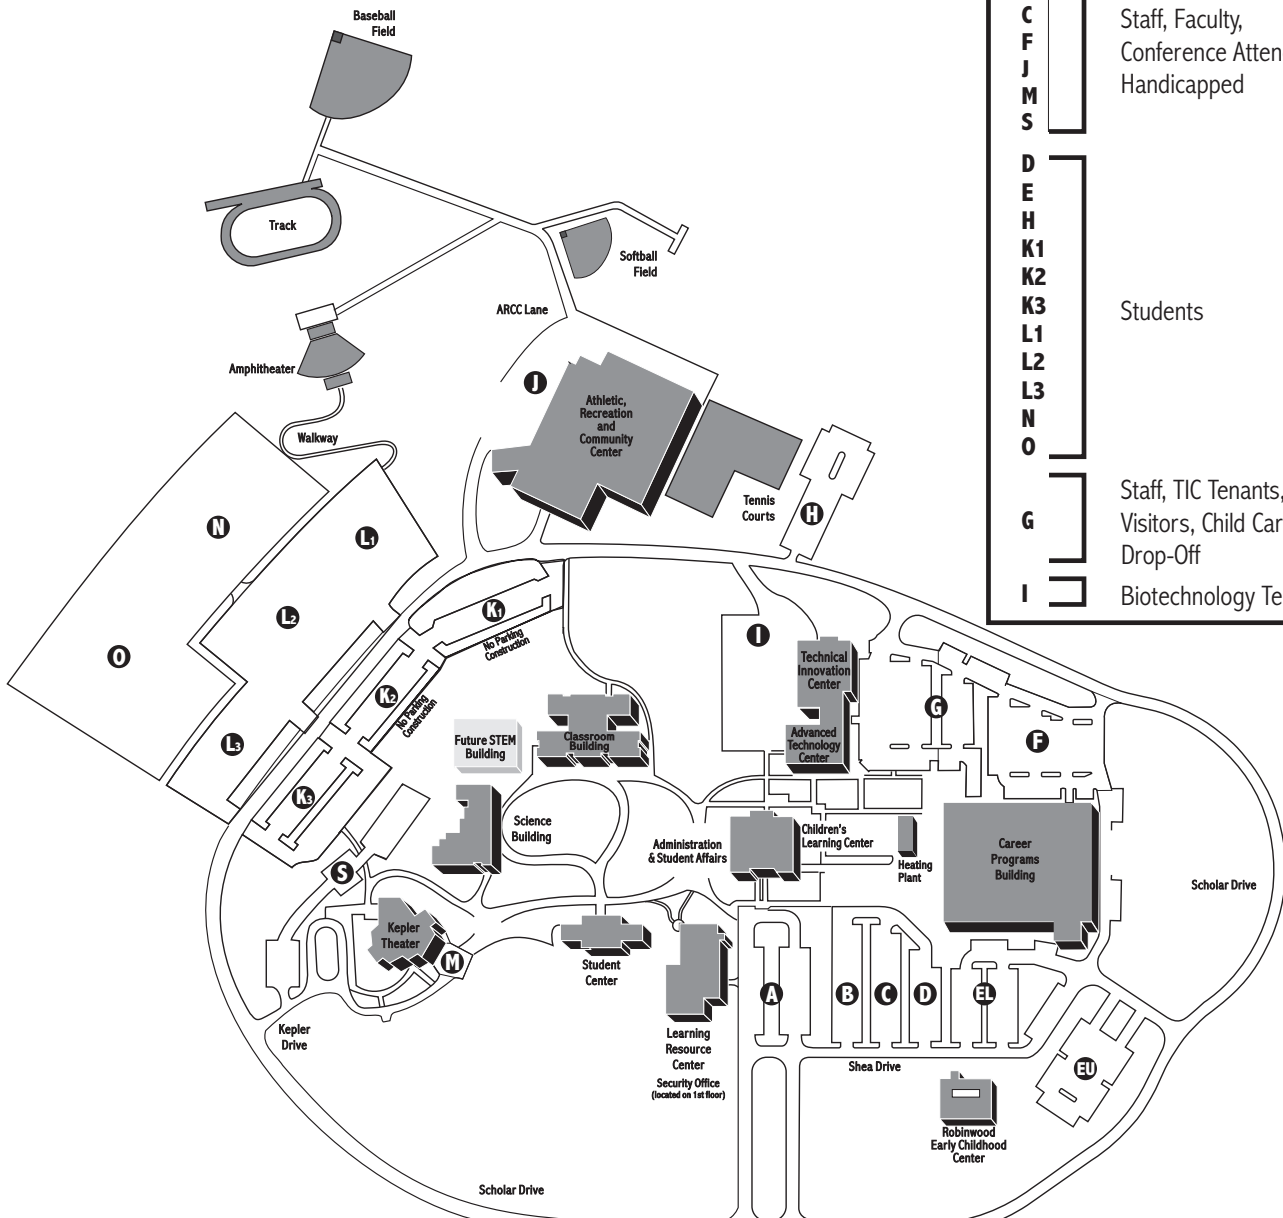 Baseball
Field
Track
Softball
Field
ARCC Lane
Amphitheater
Walkway
J
Athletic,
Recreation
and
Community
Center
Tennis
Courts
H
N
L1
L2
O
L3
K1
No Parking
Construction
K2
No Parking
Construction
K3
I
Technical
Innovation
Center
Advanced
Technology
Center
G
F
Future STEM
Building
Classroom
Building
Science
Building
Administration
& Student Affairs
Children's
Learning Center
Heating
Plant
Career
Programs
Building
Scholar Drive
S
Kepler
Theater
M
Student
Center
Kepler
Drive
Learning
Resource
Center
Security Office
(located on 1st floor)
A
B
C
D
EL
EU
Shea Drive
Robinwood
Early Childhood
Center
Scholar Drive
C
F
J
M
S
Staff, Faculty,
Conference Atten
Handicapped
D
E
H
K1
K2
K3
L1
L2
L3
N
O
Students
G
Staff, TIC Tenants,
Visitors, Child Car
Drop-Off
I
Biotechnology Te